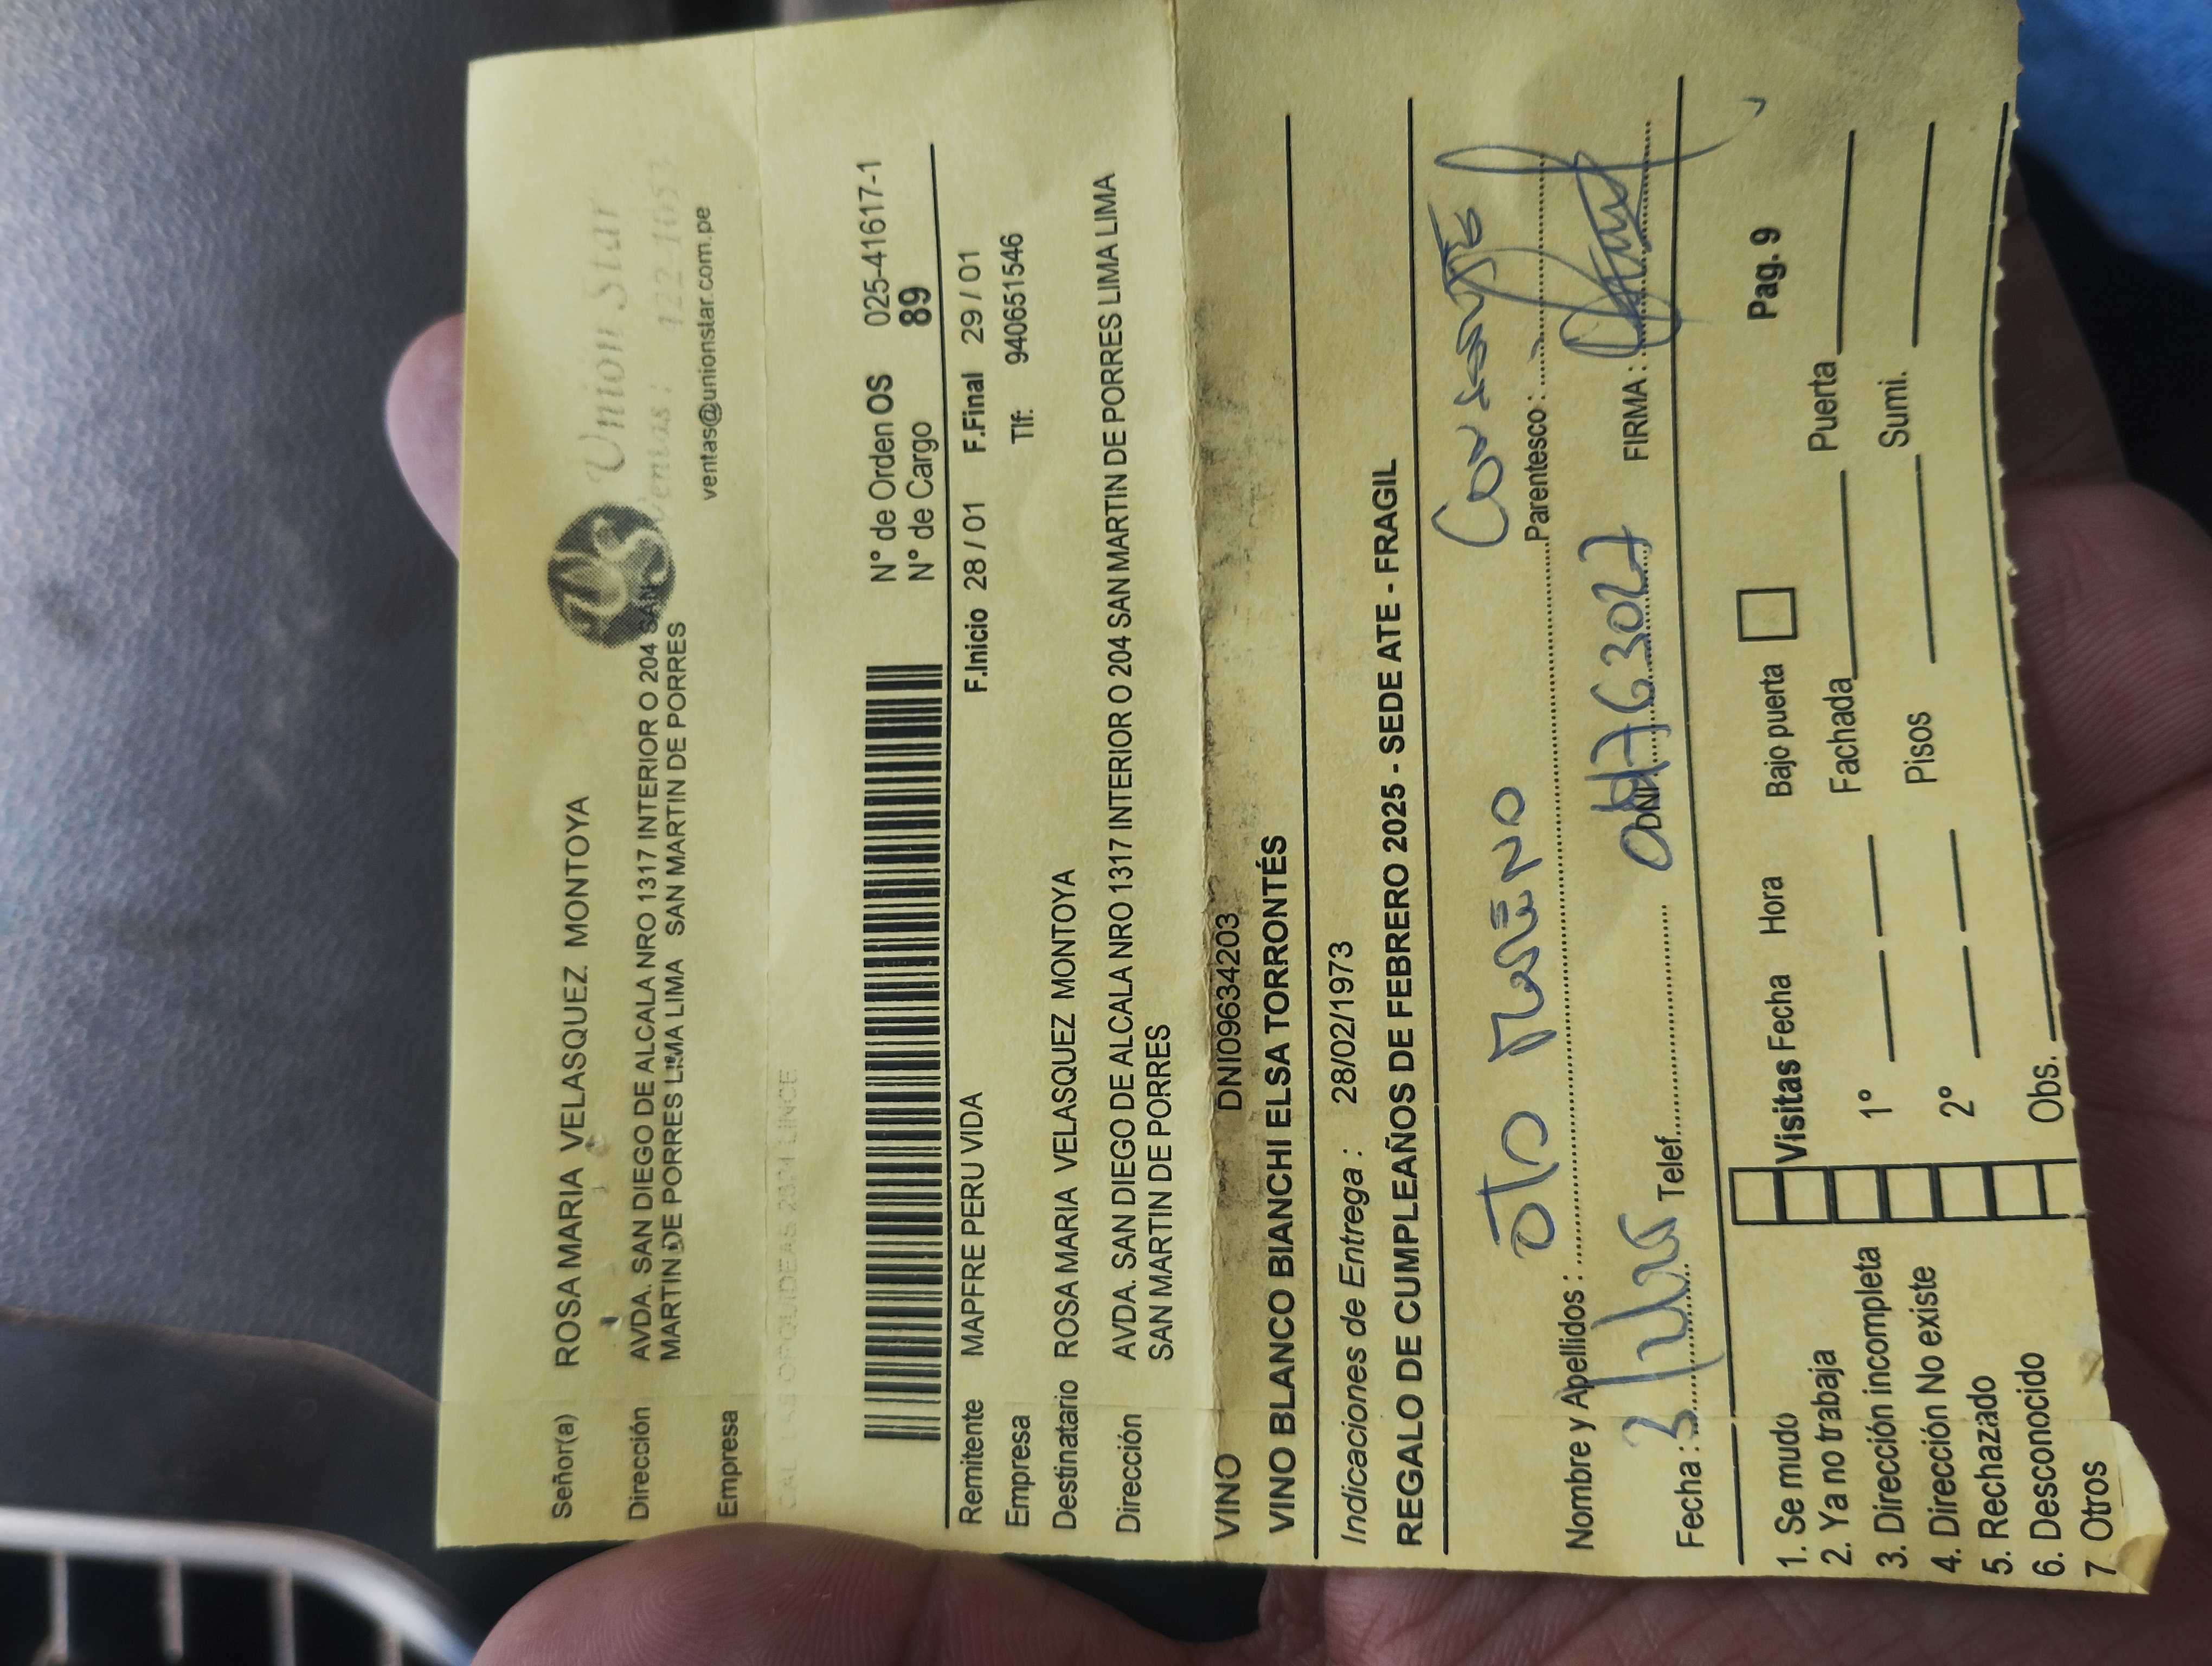 Señor(a) ROSA MARIA VELASQUEZ MONTOYA
Union Star
Dirección AVDA. SAN DIEGO DE ALCALA NRO 1317 INTERIOR O 204 SAN
MARTIN DE PORRES LIMA LIMA SAN MARTIN DE PORRES
ventas@unionstar.com.pe
Empresa
N° de Orden OS 025-41617-1
N° de Cargo 89
Remitente MAPFRE PERU VIDA F.Inicio 28 / 01 F.Final 29 / 01
Empresa Tlf: 940651546
Destinatario ROSA MARIA VELASQUEZ MONTOYA
Dirección AVDA. SAN DIEGO DE ALCALA NRO 1317 INTERIOR O 204 SAN MARTIN DE PORRES LIMA LIMA
SAN MARTIN DE PORRES
VINO DNI09634203
VINO BLANCO BIANCHI ELSA TORRONTÉS
Indicaciones de Entrega : 28/02/1973
REGALO DE CUMPLEAÑOS DE FEBRERO 2025 - SEDE ATE - FRAGIL
Nombre y Apellidos : Parentesco :
Fecha : Telef. DNI FIRMA :
1. Se mudo Visitas Fecha Hora Bajo puerta Pag. 9
2. Ya no trabaja 1° Fachada Puerta
3. Dirección incompleta
4. Dirección No existe 2° Pisos Sumi.
5. Rechazado
6. Desconocido Obs.
7. Otros